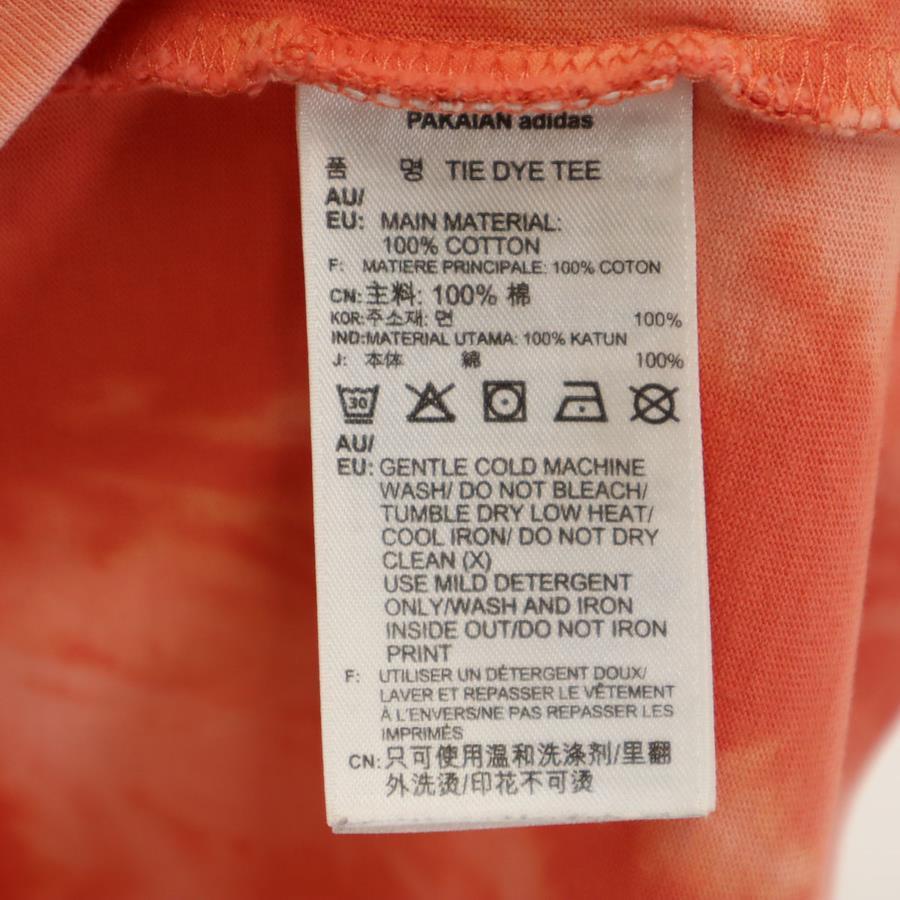 PAKAIAN adidas
품 명 TIE DYE TEE
AU/
EU: MAIN MATERIAL:
100% COTTON
F: MATIERE PRINCIPALE: 100% COTON
CN: 主料: 100% 棉
KOR:주소재: 면 100%
IND:MATERIAL UTAMA: 100% KATUN
J: 本体 綿 100%
30
AU/
EU: GENTLE COLD MACHINE
WASH/ DO NOT BLEACH/
TUMBLE DRY LOW HEAT/
COOL IRON/ DO NOT DRY
CLEAN (X)
USE MILD DETERGENT
ONLY/WASH AND IRON
INSIDE OUT/DO NOT IRON
PRINT
F: UTILISER UN DÉTERGENT DOUX/
LAVER ET REPASSER LE VÊTEMENT
À L'ENVERS/NE PAS REPASSER LES
IMPRIMÉS
CN: 只可使用温和洗涤剂/里翻
外洗烫/印花不可烫